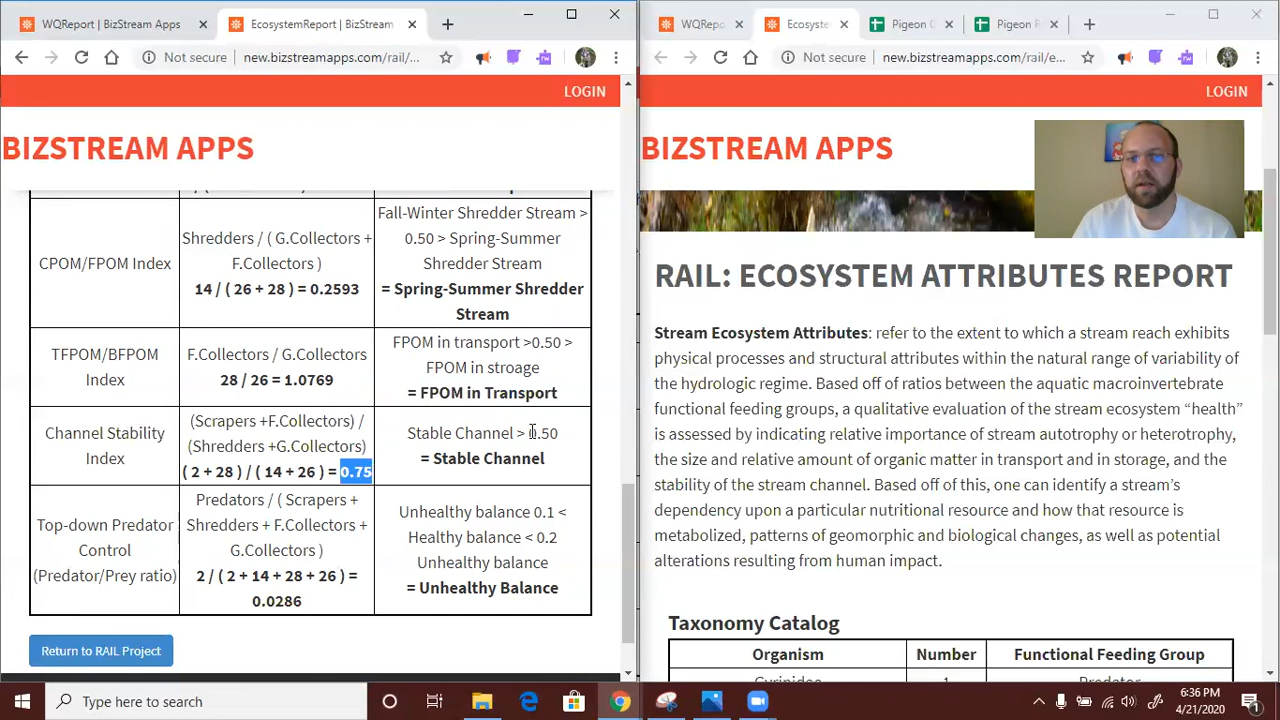 WQReport | BizStream Apps
EcosystemReport | BizStream
WQRepo
Ecosyste
Pigeon C
Pigeon R
Not secure
new.bizstreamapps.com/rail/...
Not secure
new.bizstreamapps.com/rail/e...
LOGIN
BIZSTREAM APPS
CPOM/FPOM Index
Shredders / ( G.Collectors +
F.Collectors )
14 / ( 26 + 28 ) = 0.2593
Fall-Winter Shredder Stream >
0.50 > Spring-Summer
Shredder Stream
= Spring-Summer Shredder
Stream
TFPOM/BFPOM
Index
F.Collectors / G.Collectors
28 / 26 = 1.0769
FPOM in transport >0.50 >
FPOM in stroage
= FPOM in Transport
Channel Stability
Index
(Scrapers +F.Collectors) /
(Shredders +G.Collectors)
( 2 + 28 ) / ( 14 + 26 ) = 0.75
Stable Channel > 0.50
= Stable Channel
Top-down Predator
Control
(Predator/Prey ratio)
Predators / ( Scrapers +
Shredders + F.Collectors +
G.Collectors )
2 / ( 2 + 14 + 28 + 26 ) =
0.0286
Unhealthy balance 0.1 <
Healthy balance < 0.2
Unhealthy balance
= Unhealthy Balance
Return to RAIL Project
LOGIN
BIZSTREAM APPS
RAIL: ECOSYSTEM ATTRIBUTES REPORT
Stream Ecosystem Attributes: refer to the extent to which a stream reach exhibits
physical processes and structural attributes within the natural range of variability of
the hydrologic regime. Based off of ratios between the aquatic macroinvertebrate
functional feeding groups, a qualitative evaluation of the stream ecosystem “health”
is assessed by indicating relative importance of stream autotrophy or heterotrophy,
the size and relative amount of organic matter in transport and in storage, and the
stability of the stream channel. Based off of this, one can identify a stream’s
dependency upon a particular nutritional resource and how that resource is
metabolized, patterns of geomorphic and biological changes, as well as potential
alterations resulting from human impact.
Taxonomy Catalog
Organism Number Functional Feeding Group
Type here to search
6:36 PM
4/21/2020